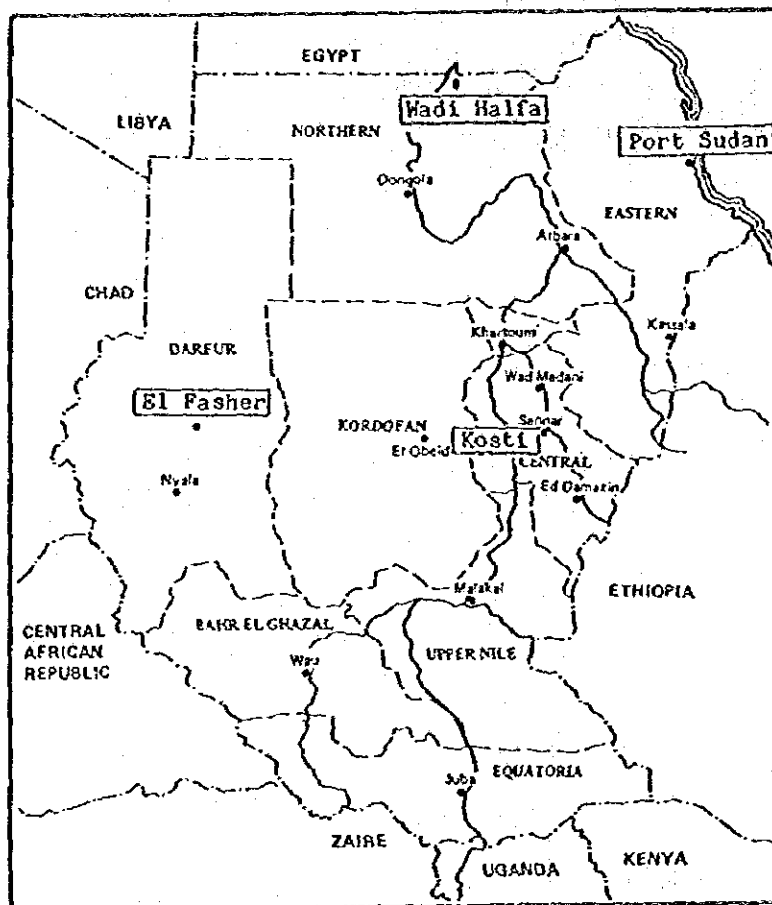 EGYPT
Wadi Halfa
LIBYA
NORTHERN
Port Sudan
Dongola
EASTERN
Atbara
CHAD
Kassala
Khartoum
DARFUR
Wad Medani
El Fasher
KORDOFAN
Sennar
El Obeid
Kosti
CENTRAL
Nyala
Ed Damazin
ETHIOPIA
Malakal
BAHR EL GHAZAL
CENTRAL
AFRICAN
REPUBLIC
UPPER NILE
Wau
EQUATORIA
Juba
ZAIRE
UGANDA
KENYA